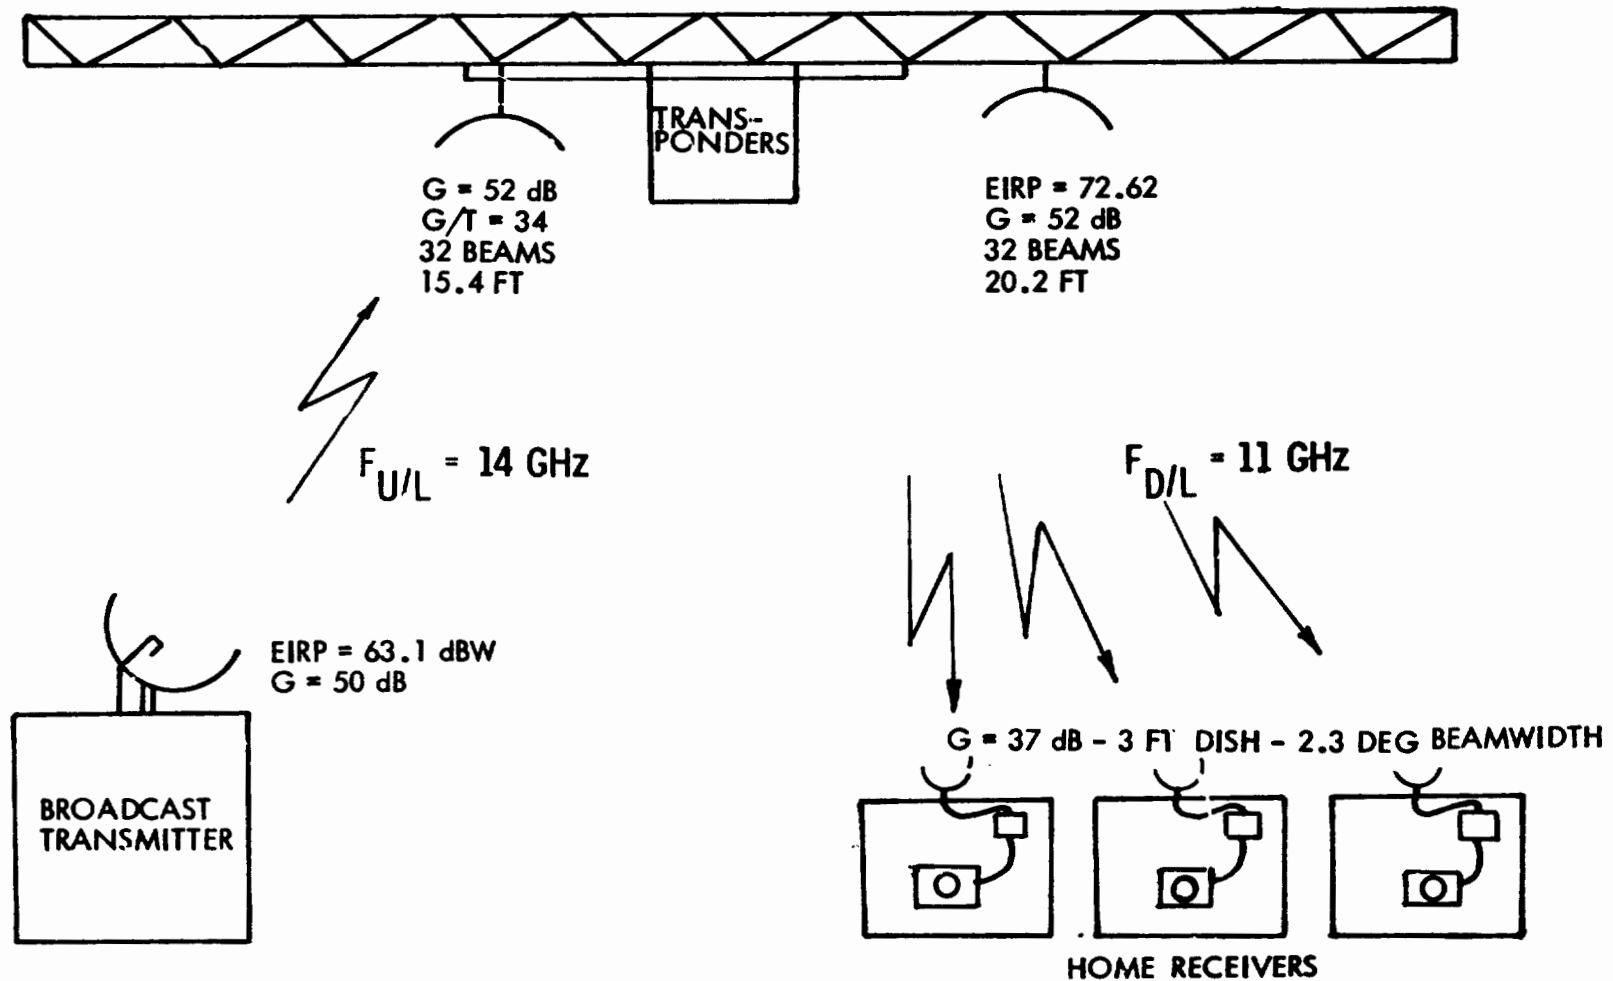 TRANS-
PONDERS
G = 52 dB
G/T = 34
32 BEAMS
15.4 FT
EIRP = 72.62
G = 52 dB
32 BEAMS
20.2 FT
F U/L = 14 GHz
F D/L = 11 GHz
EIRP = 63.1 dBW
G = 50 dB
BROADCAST
TRANSMITTER
G = 37 dB - 3 FT DISH - 2.3 DEG BEAMWIDTH
HOME RECEIVERS